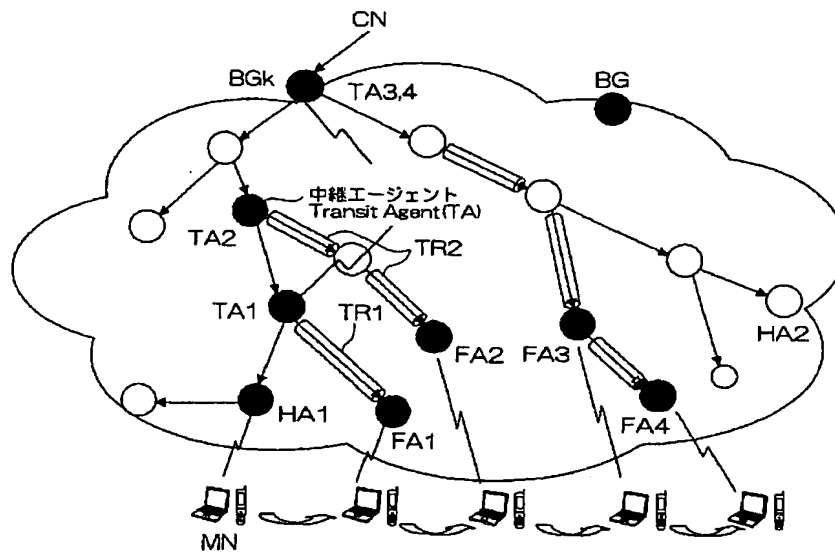 CN
BGk
TA3,4
BG
中継エージェント
Transit Agent(TA)
TA2
TR2
TA1
TR1
HA2
FA2
FA3
HA1
FA1
FA4
MN